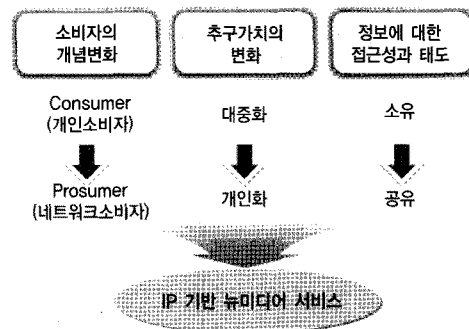 소비자의
개념변화
추구가치의
변화
정보에 대한
접근성과 태도
Consumer
(개인소비자)
대중화
소유
Prosumer
(네트워크소비자)
개인화
공유
IP 기반 뉴미디어 서비스